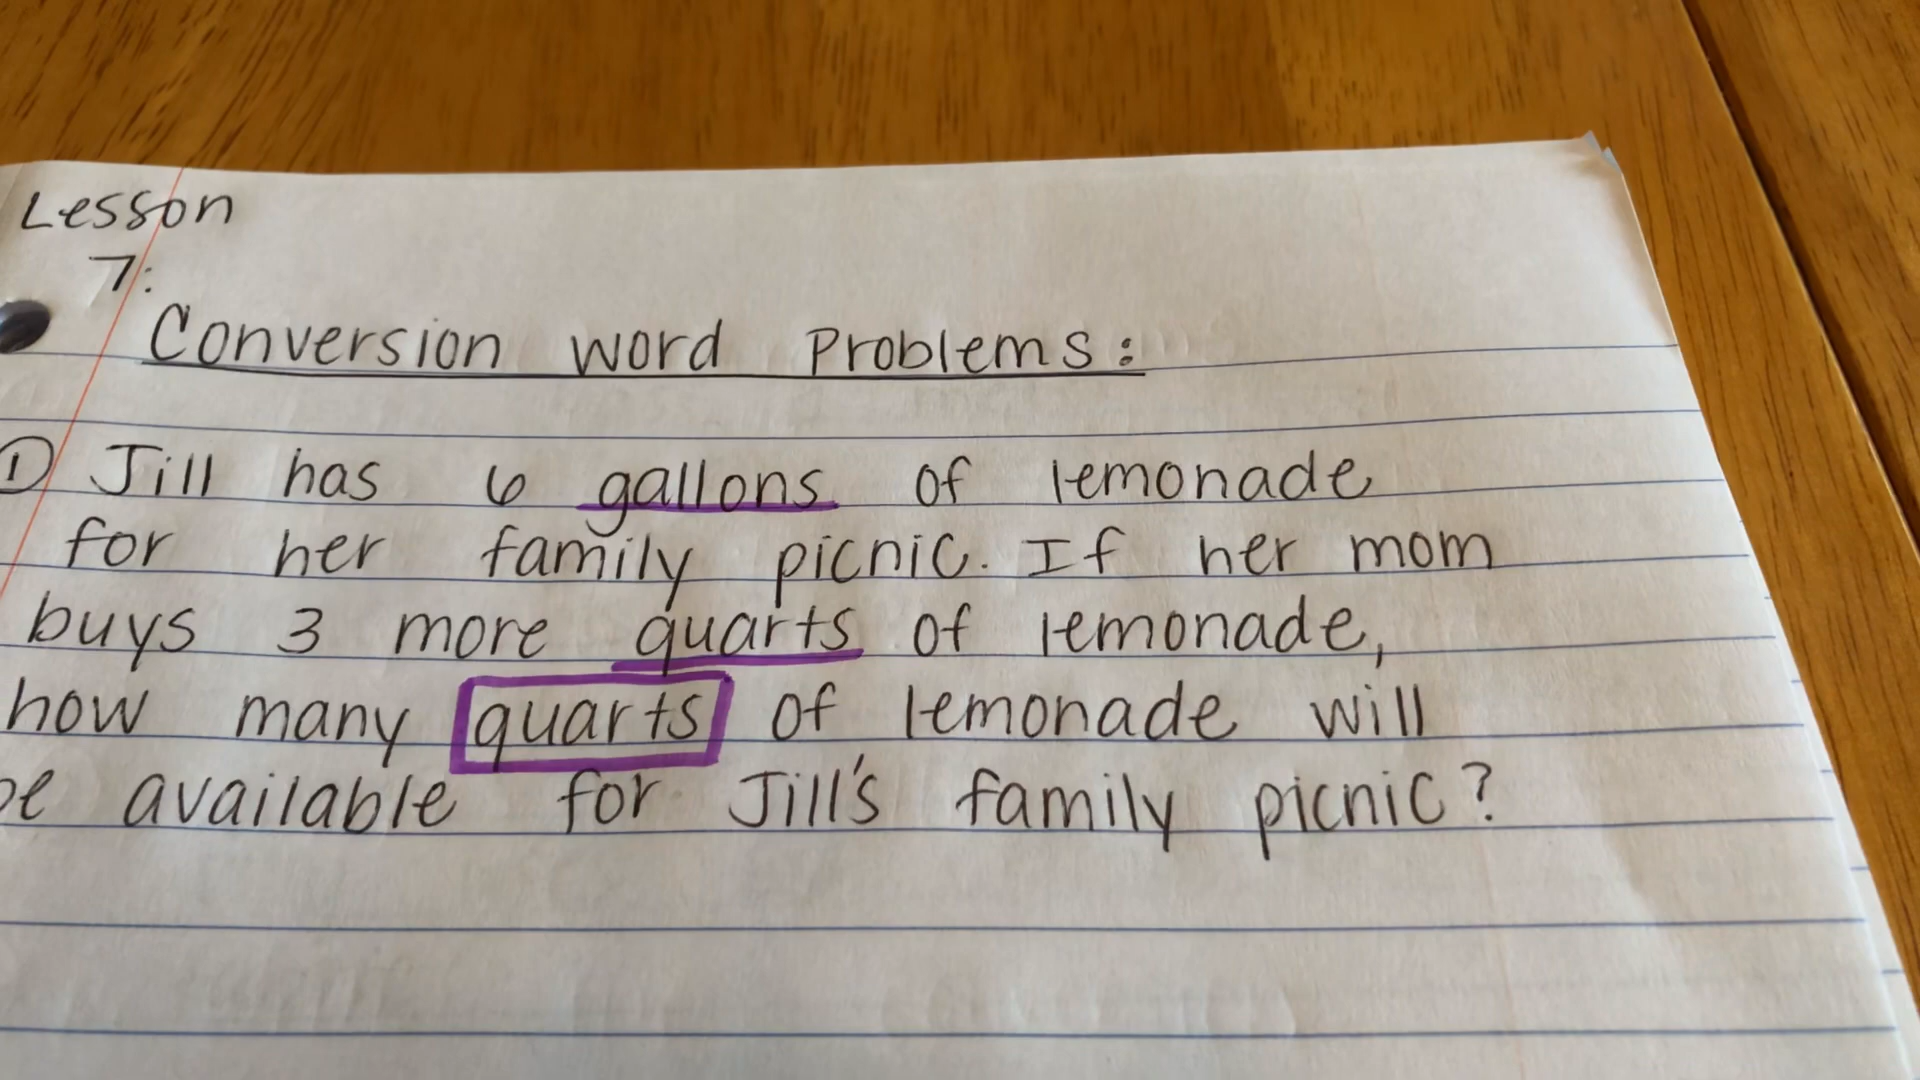 Lesson
7:
Conversion word Problems:
① Jill has 6 gallons of lemonade
for her family picnic. If her mom
buys 3 more quarts of lemonade,
how many quarts of lemonade will
be available for Jill's family picnic?